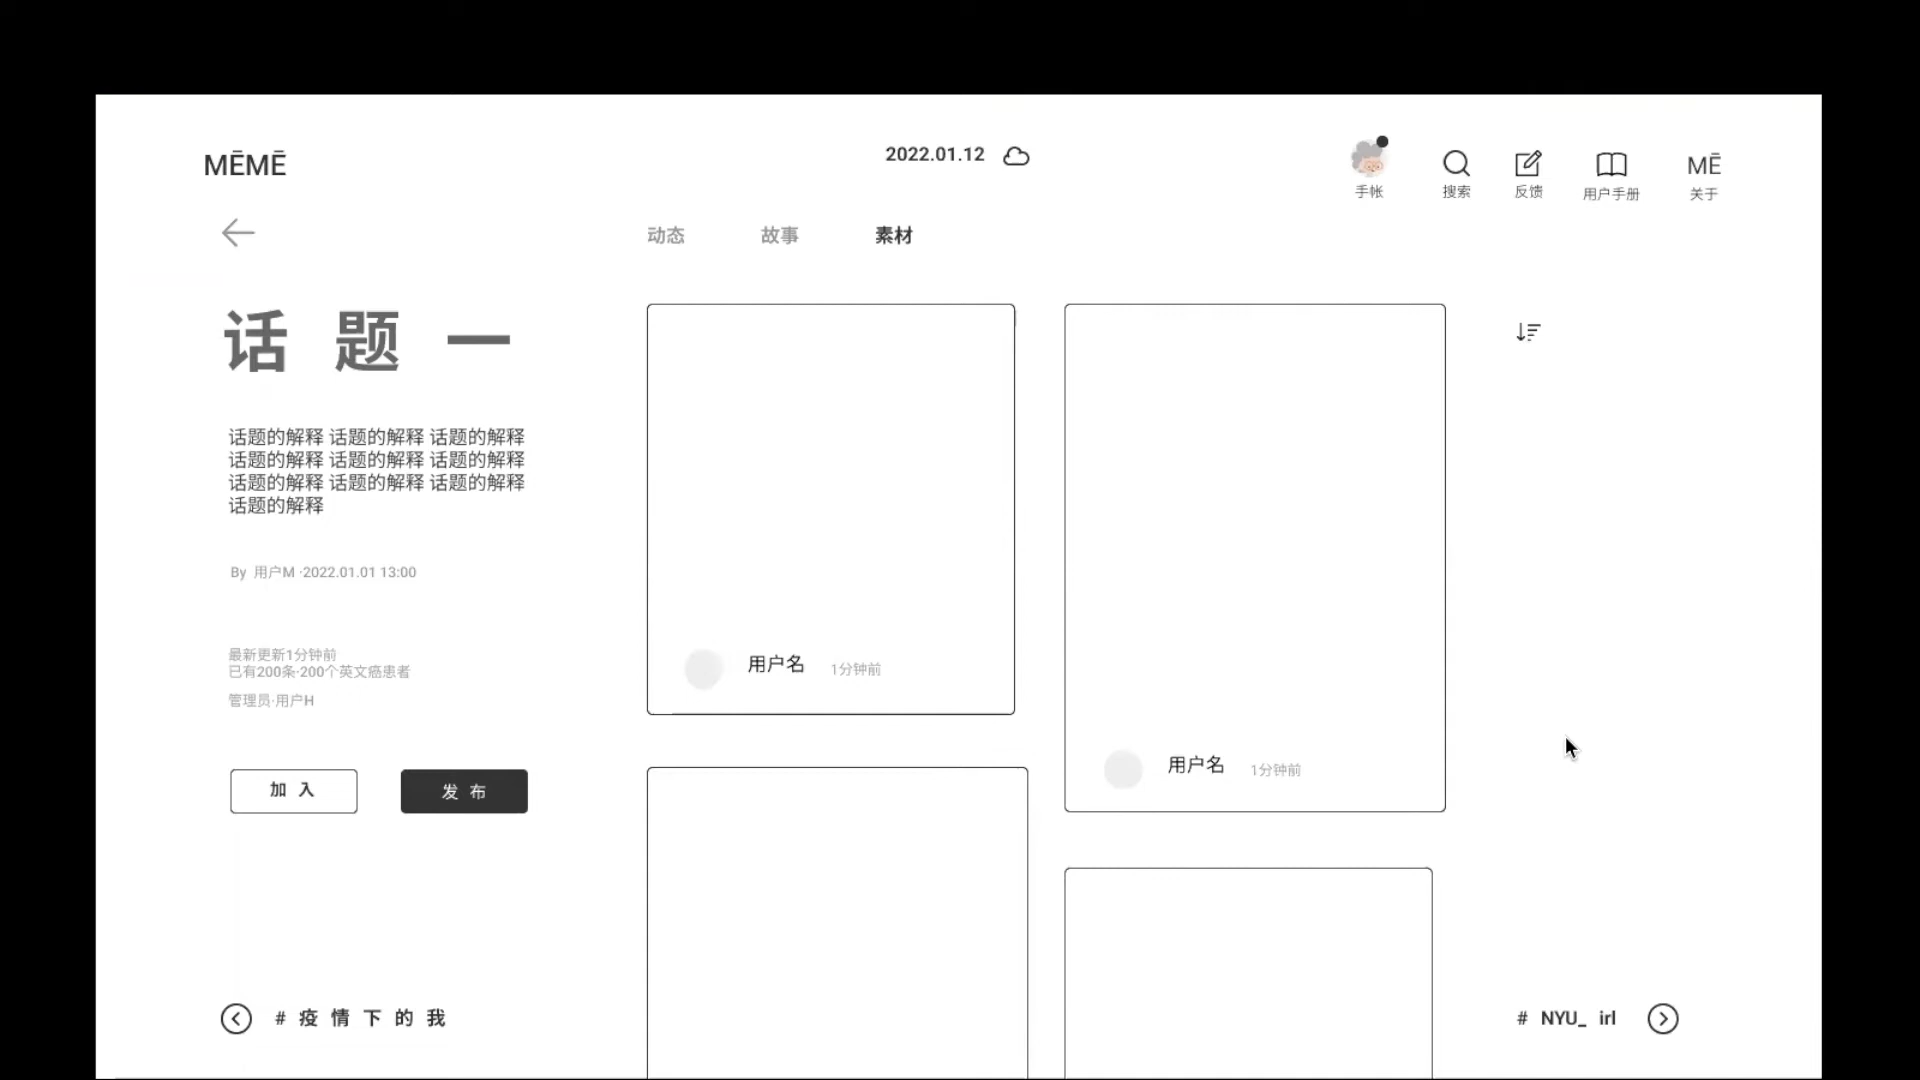 MĒMĒ
2022.01.12
手帐
搜索
反馈
用户手册
MĒ
关于
动态
故事
素材
话 题 一
话题的解释 话题的解释 话题的解释
话题的解释 话题的解释 话题的解释
话题的解释 话题的解释 话题的解释
话题的解释
By 用户M ·2022.01.01 13:00
最新更新1分钟前
已有200条·200个英文癌患者
管理员·用户H
加 入
发 布
用户名
1分钟前
用户名
1分钟前
# 疫 情 下 的 我
# NYU_ irl